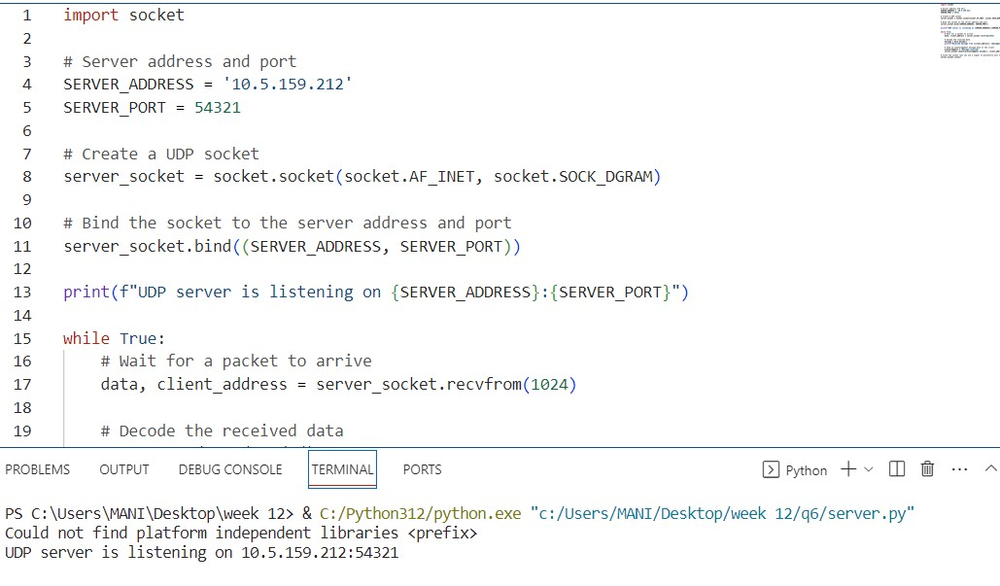 1 import socket
2
3 # Server address and port
4 SERVER_ADDRESS = '10.5.159.212'
5 SERVER_PORT = 54321
6
7 # Create a UDP socket
8 server_socket = socket.socket(socket.AF_INET, socket.SOCK_DGRAM)
9
10 # Bind the socket to the server address and port
11 server_socket.bind((SERVER_ADDRESS, SERVER_PORT))
12
13 print(f"UDP server is listening on {SERVER_ADDRESS}:{SERVER_PORT}")
14
15 while True:
16     # Wait for a packet to arrive
17     data, client_address = server_socket.recvfrom(1024)
18
19     # Decode the received data
PROBLEMS OUTPUT DEBUG CONSOLE TERMINAL PORTS Python
PS C:\Users\MANI\Desktop\week 12> & C:/Python312/python.exe "c:/Users/MANI/Desktop/week 12/q6/server.py"
Could not find platform independent libraries <prefix>
UDP server is listening on 10.5.159.212:54321